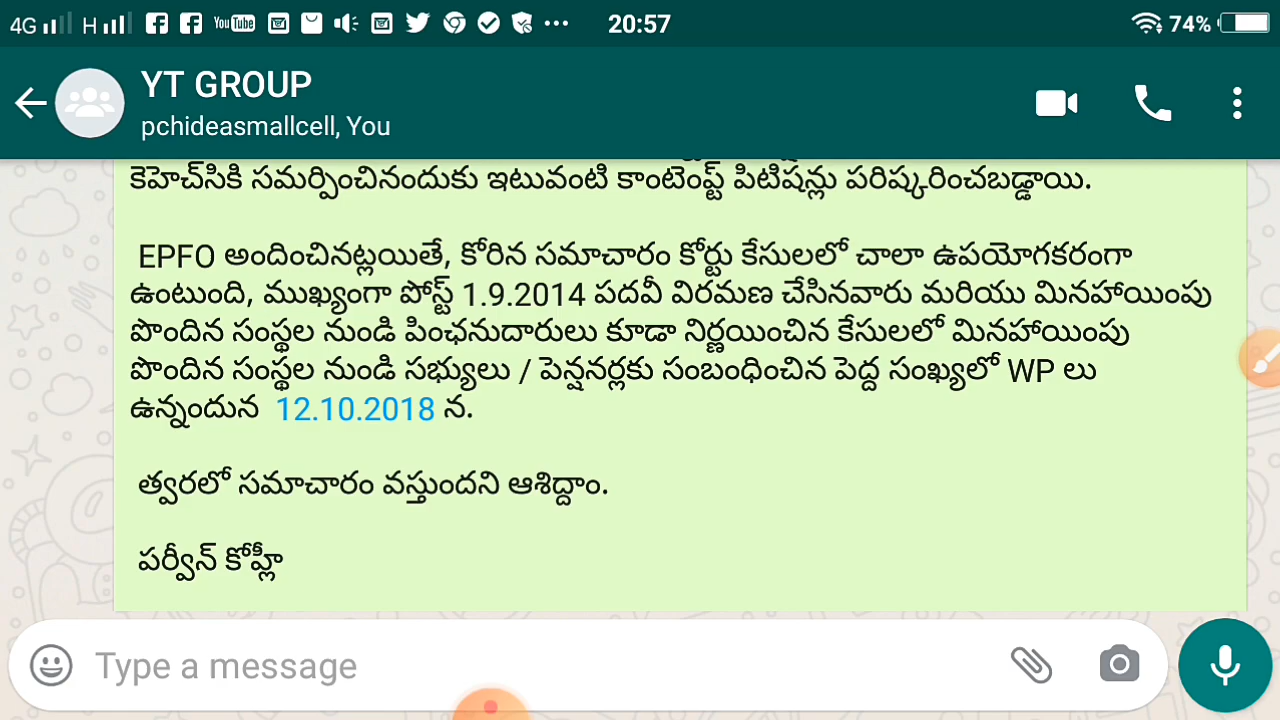 4G H YouTube 20:57 74%
YT GROUP
pchideasmallcell, You
కెహెచ్‌సికి సమర్పించినందుకు ఇటువంటి కాంటెంప్ట్ పిటిషన్లు పరిష్కరించబడ్డాయి.
EPFO అందించినట్లయితే, కోరిన సమాచారం కోర్టు కేసులలో చాలా ఉపయోగకరంగా
ఉంటుంది, ముఖ్యంగా పోస్ట్ 1.9.2014 పదవీ విరమణ చేసినవారు మరియు మినహాయింపు
పొందిన సంస్థల నుండి పింఛనుదారులు కూడా నిర్ణయించిన కేసులలో మినహాయింపు
పొందిన సంస్థల నుండి సభ్యులు / పెన్షనర్లకు సంబంధించిన పెద్ద సంఖ్యలో WP లు
ఉన్నందున 12.10.2018 న.
త్వరలో సమాచారం వస్తుందని ఆశిద్దాం.
పర్వీన్ కోహ్లీ
Type a message